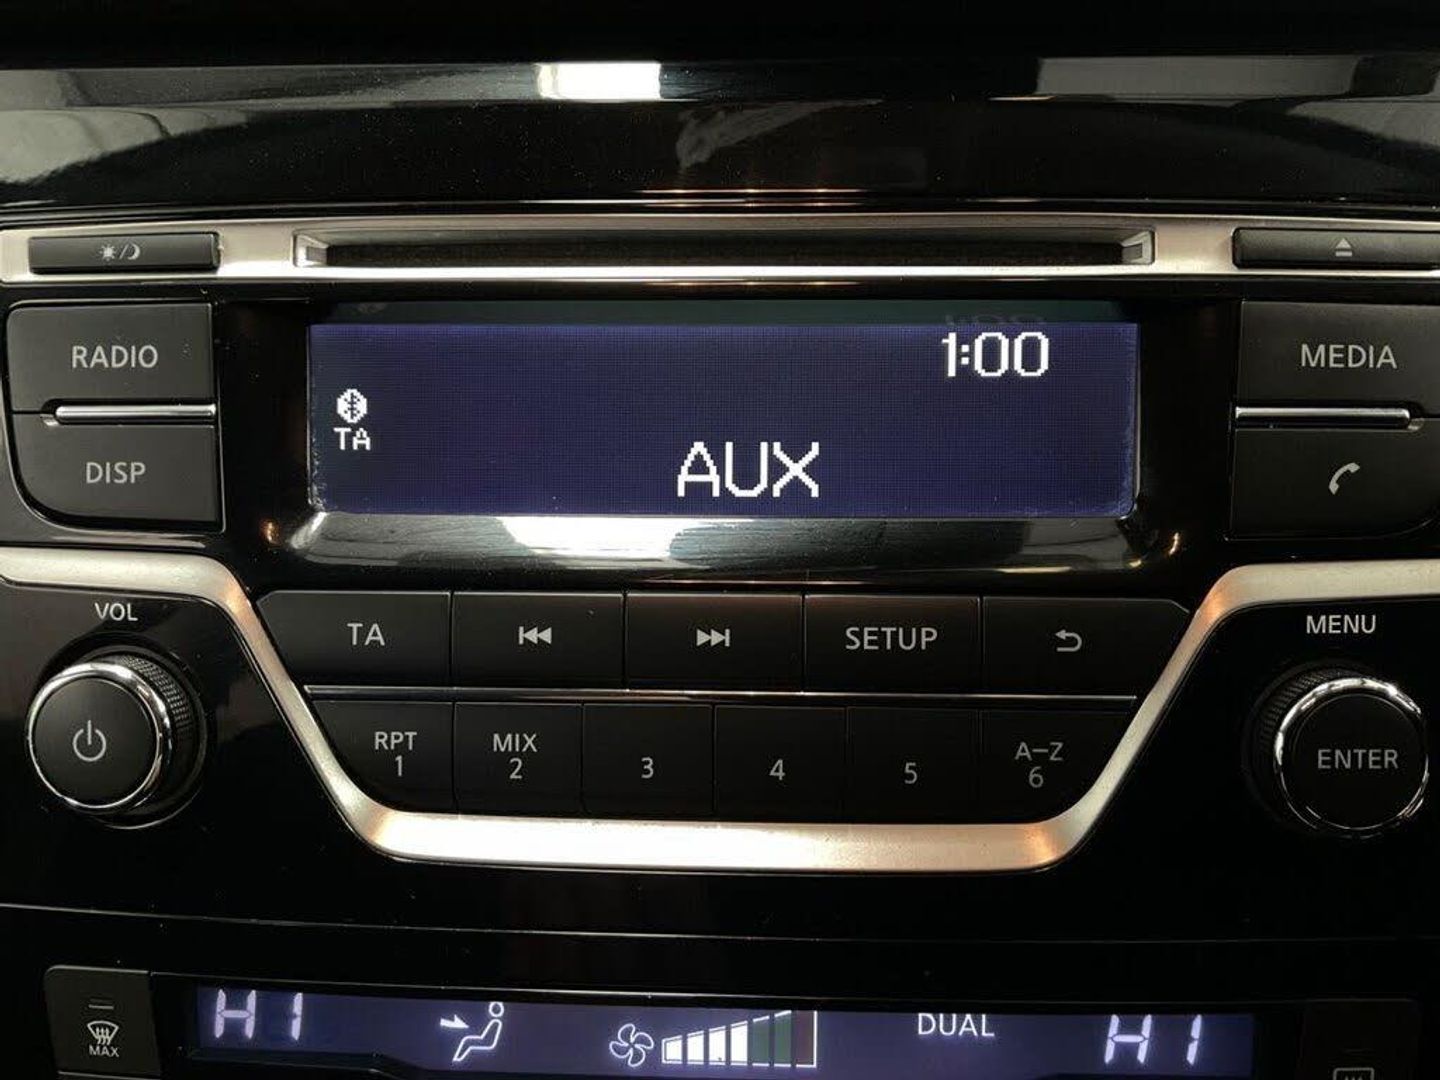 RADIO
1:00
MEDIA
TA
DISP
AUX
VOL
MENU
TA
SETUP
RPT
1
MIX
2
3
4
5
A-Z
6
ENTER
HI
DUAL
HI
MAX